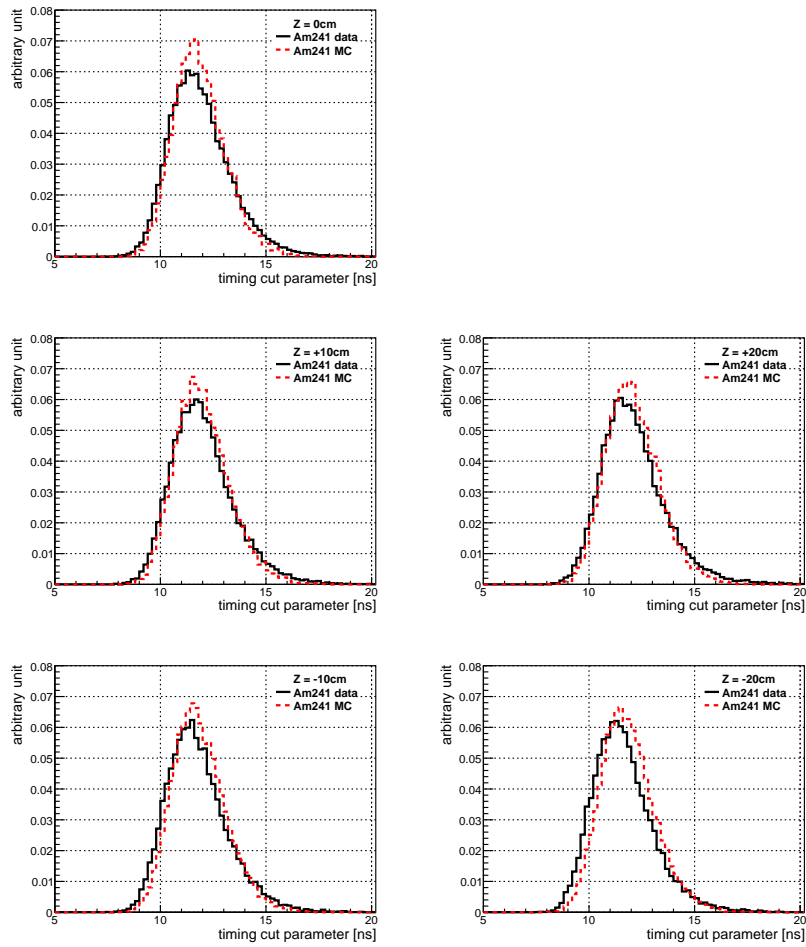 arbitrary unit
0.08
0.07
0.06
0.05
0.04
0.03
0.02
0.01
0
5 10 15 20
timing cut parameter [ns]
Z = 0cm
Am241 data
Am241 MC
arbitrary unit
0.08
0.07
0.06
0.05
0.04
0.03
0.02
0.01
0
5 10 15 20
timing cut parameter [ns]
Z = +10cm
Am241 data
Am241 MC
arbitrary unit
0.08
0.07
0.06
0.05
0.04
0.03
0.02
0.01
0
5 10 15 20
timing cut parameter [ns]
Z = +20cm
Am241 data
Am241 MC
arbitrary unit
0.08
0.07
0.06
0.05
0.04
0.03
0.02
0.01
0
5 10 15 20
timing cut parameter [ns]
Z = -10cm
Am241 data
Am241 MC
arbitrary unit
0.08
0.07
0.06
0.05
0.04
0.03
0.02
0.01
0
5 10 15 20
timing cut parameter [ns]
Z = -20cm
Am241 data
Am241 MC